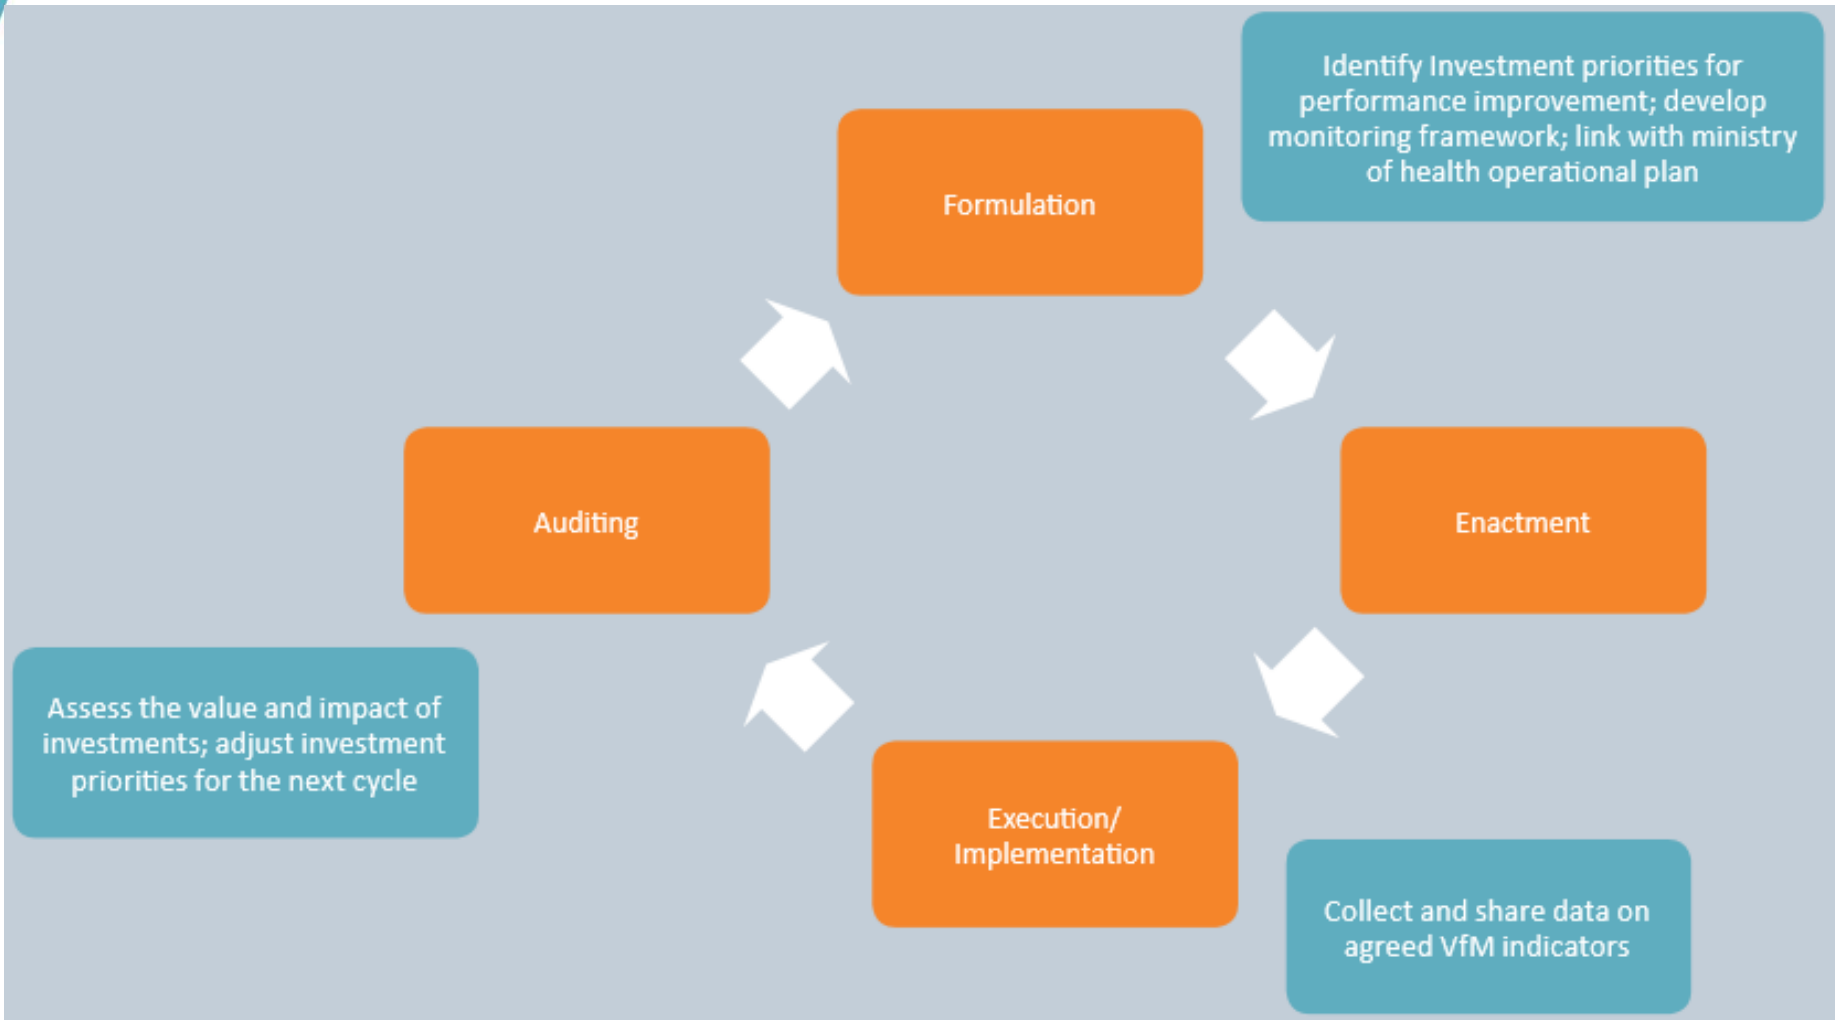 Identify Investment priorities for
performance improvement; develop
monitoring framework; link with ministry
of health operational plan
Formulation
Auditing
Enactment
Assess the value and impact of
investments; adjust investment
priorities for the next cycle
Execution/
Implementation
Collect and share data on
agreed VfM indicators